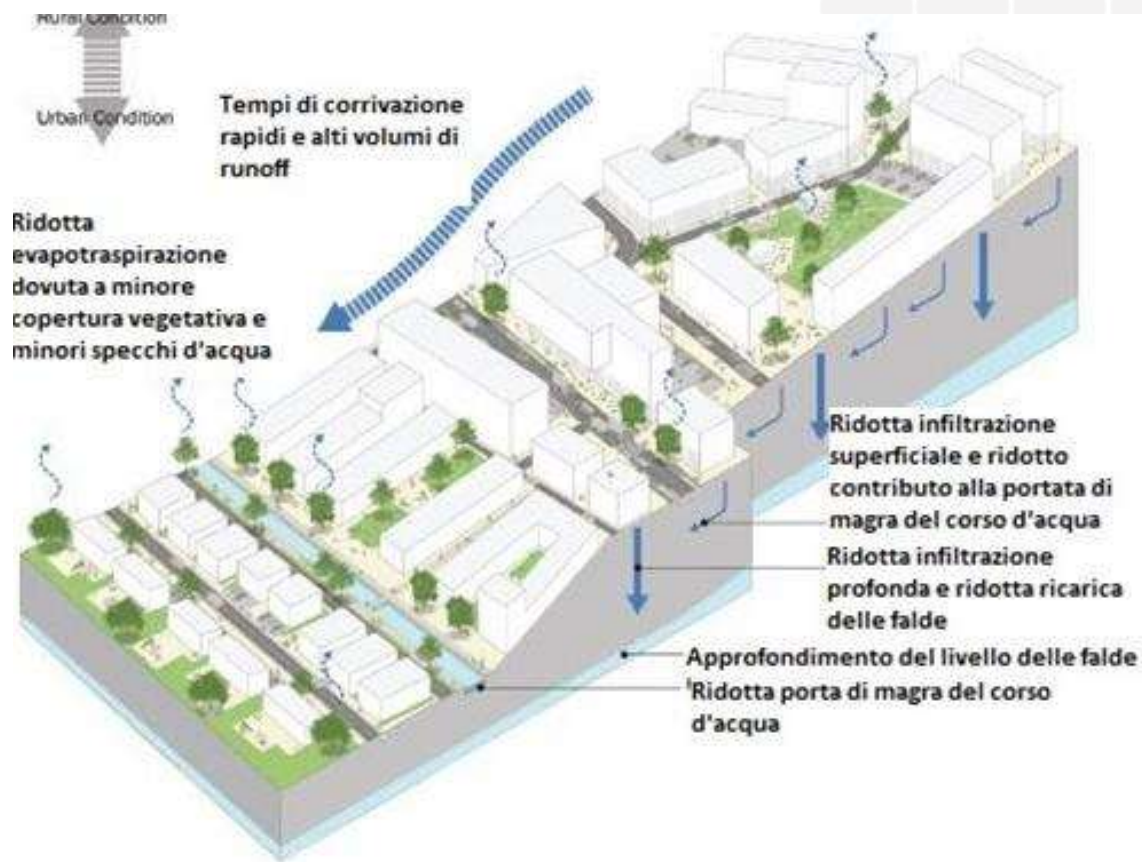 Rural Condition
Urban Condition
Tempi di corrivazione
rapidi e alti volumi di
runoff
Ridotta
evapotraspirazione
dovuta a minore
copertura vegetativa e
minori specchi d'acqua
Ridotta infiltrazione
superficiale e ridotto
contributo alla portata di
magra del corso d'acqua
Ridotta infiltrazione
profonda e ridotta ricarica
delle falde
Approfondimento del livello delle falde
Ridotta porta di magra del corso
d'acqua